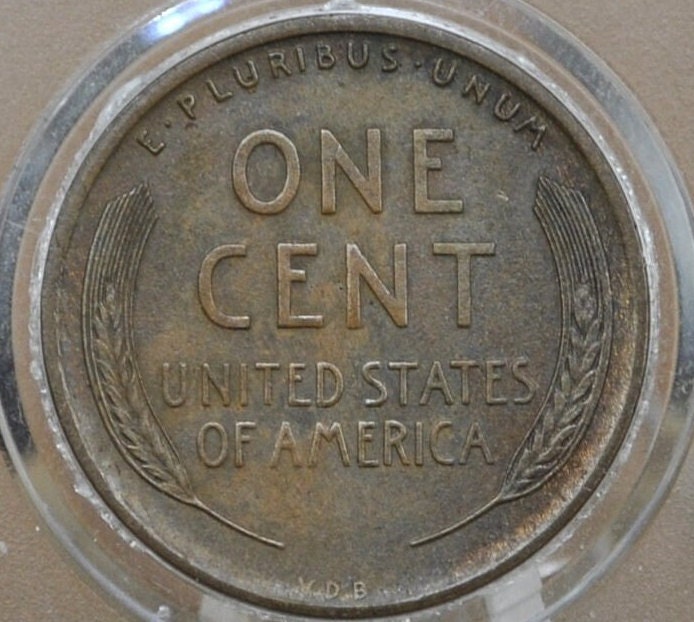 E·PLURIBUS·UNUM
ONE
CENT
UNITED STATES
OF AMERICA
V.D.B